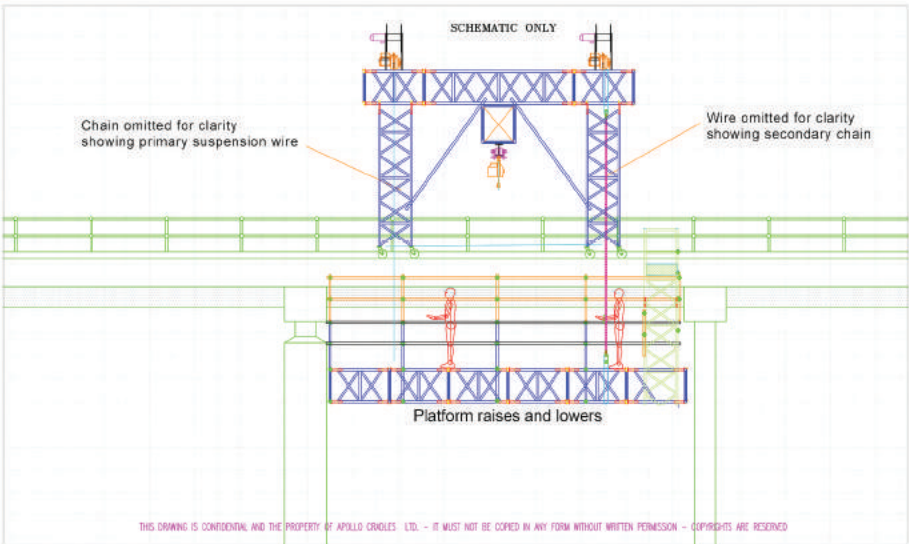 SCHEMATIC ONLY
Chain omitted for clarity
showing primary suspension wire
Wire omitted for clarity
showing secondary chain
Platform raises and lowers
THIS DRAWING IS CONFIDENTIAL AND THE PROPERTY OF APOLLO CRADLES LTD. - IT MUST NOT BE COPIED IN ANY FORM WITHOUT WRITTEN PERMISSION - COPYRIGHTS ARE RESERVED